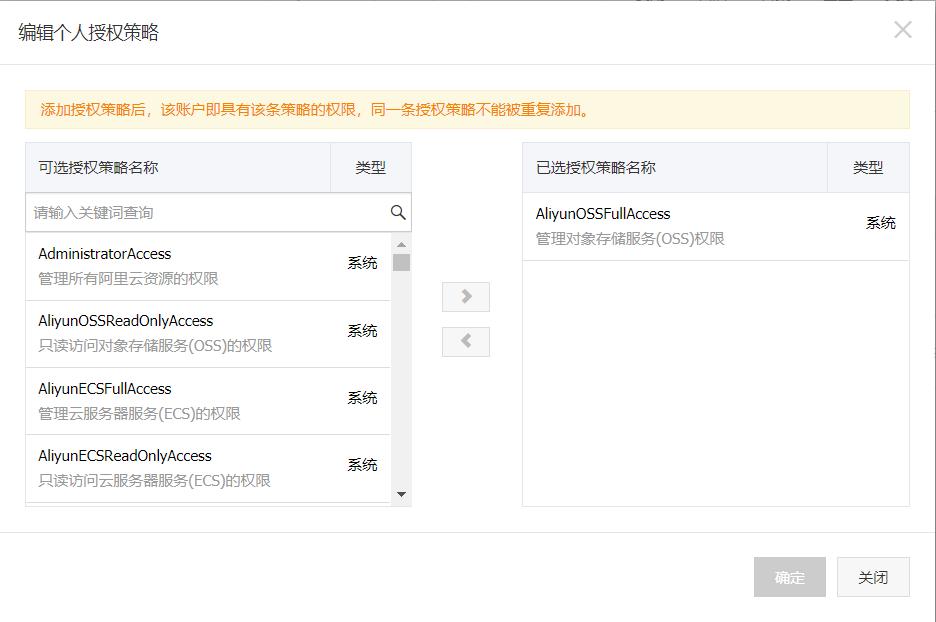 编辑个人授权策略
添加授权策略后，该账户即具有该条策略的权限，同一条授权策略不能被重复添加。
可选授权策略名称 类型
请输入关键词查询
AdministratorAccess
管理所有阿里云资源的权限
系统
AliyunOSSReadOnlyAccess
只读访问对象存储服务(OSS)的权限
系统
AliyunECSFullAccess
管理云服务器服务(ECS)的权限
系统
AliyunECSReadOnlyAccess
只读访问云服务器服务(ECS)的权限
系统
已选授权策略名称 类型
AliyunOSSFullAccess
管理对象存储服务(OSS)权限
系统
确定 关闭